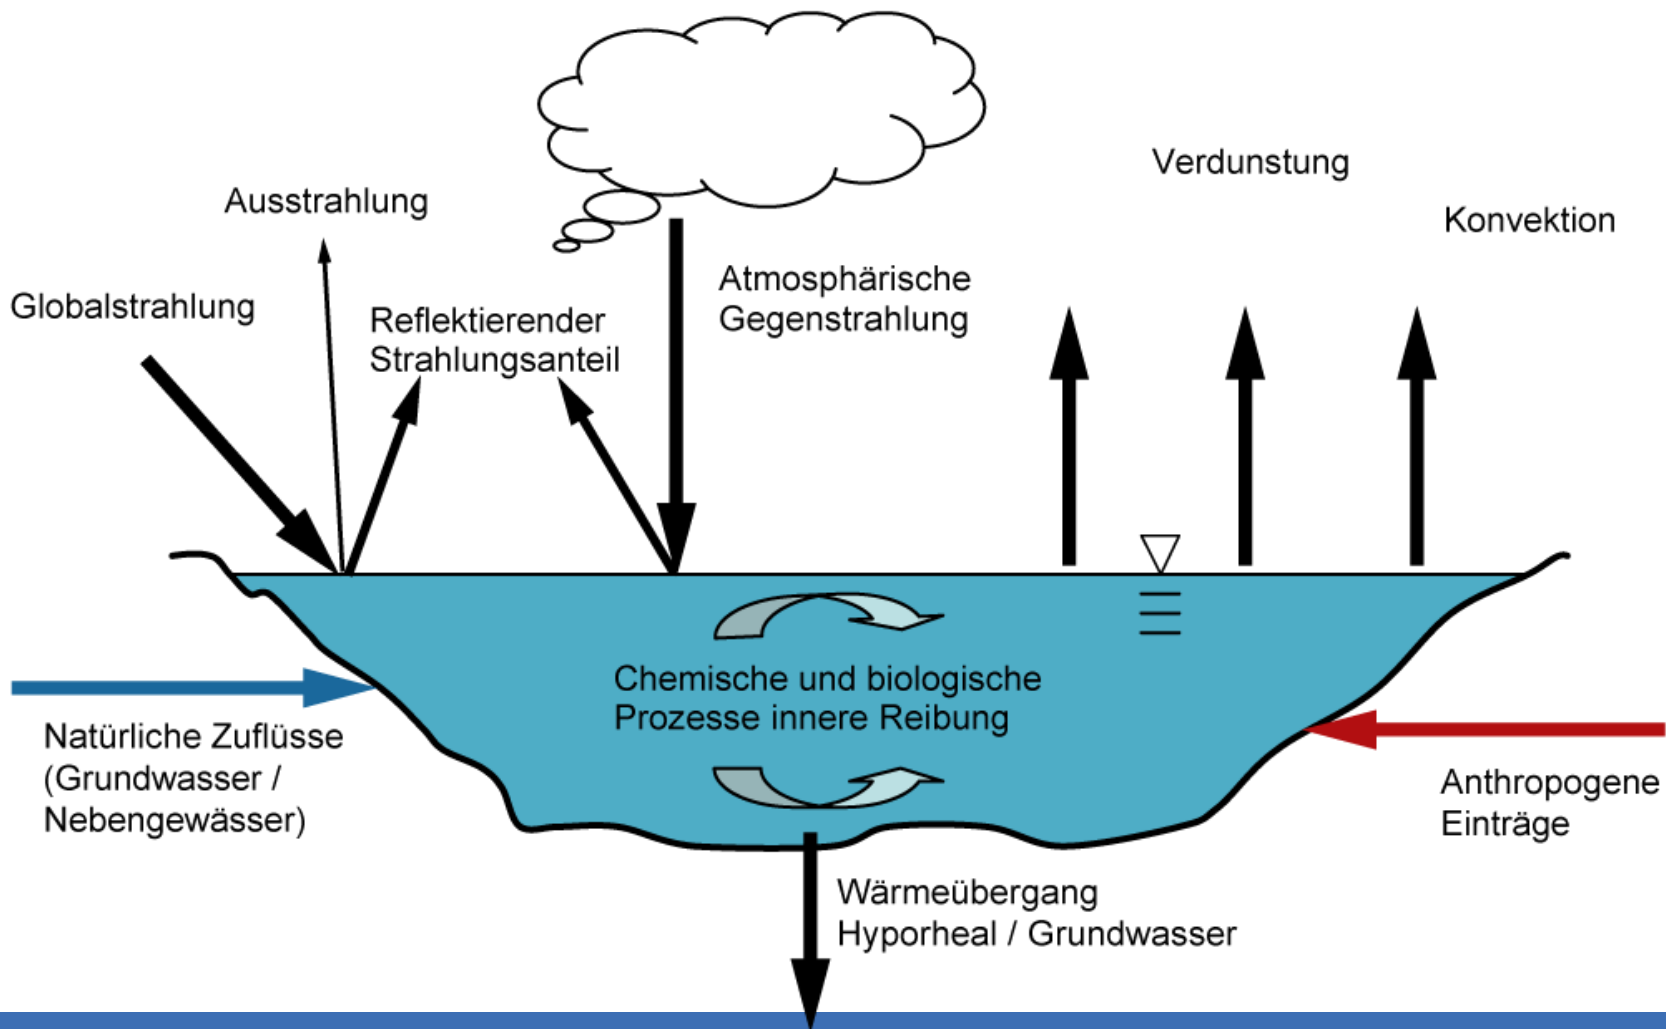 Verdunstung
Ausstrahlung
Konvektion
Globalstrahlung
Reflektierender
Strahlungsanteil
Atmosphärische
Gegenstrahlung
Chemische und biologische
Prozesse innere Reibung
Natürliche Zuflüsse
(Grundwasser /
Nebengewässer)
Anthropogene
Einträge
Wärmeübergang
Hyporheal / Grundwasser